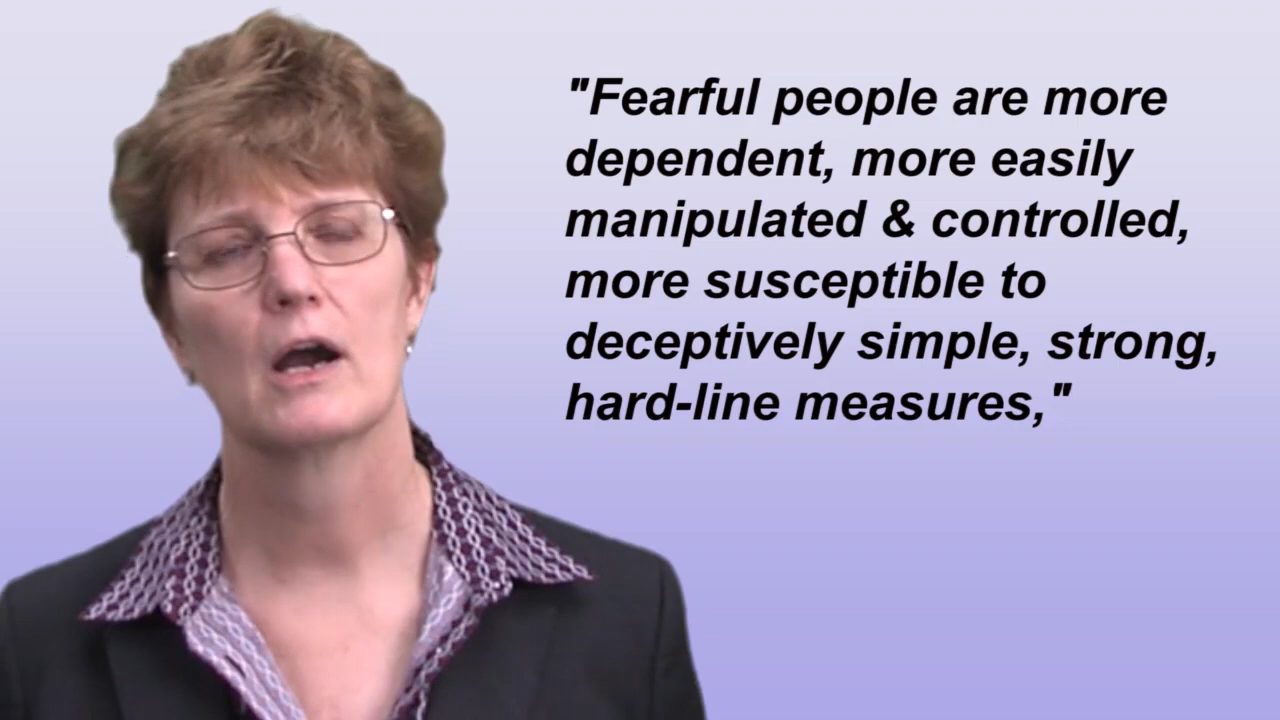 "Fearful people are more
dependent, more easily
manipulated & controlled,
more susceptible to
deceptively simple, strong,
hard-line measures,"